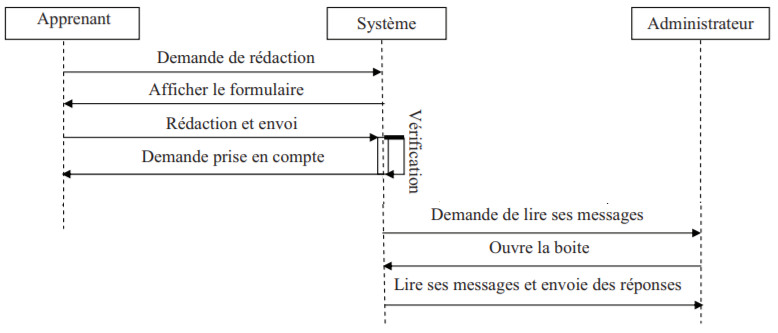 Apprenant
Système
Administrateur
Demande de rédaction
Afficher le formulaire
Rédaction et envoi
Vérification
Demande prise en compte
Demande de lire ses messages
Ouvre la boite
Lire ses messages et envoie des réponses